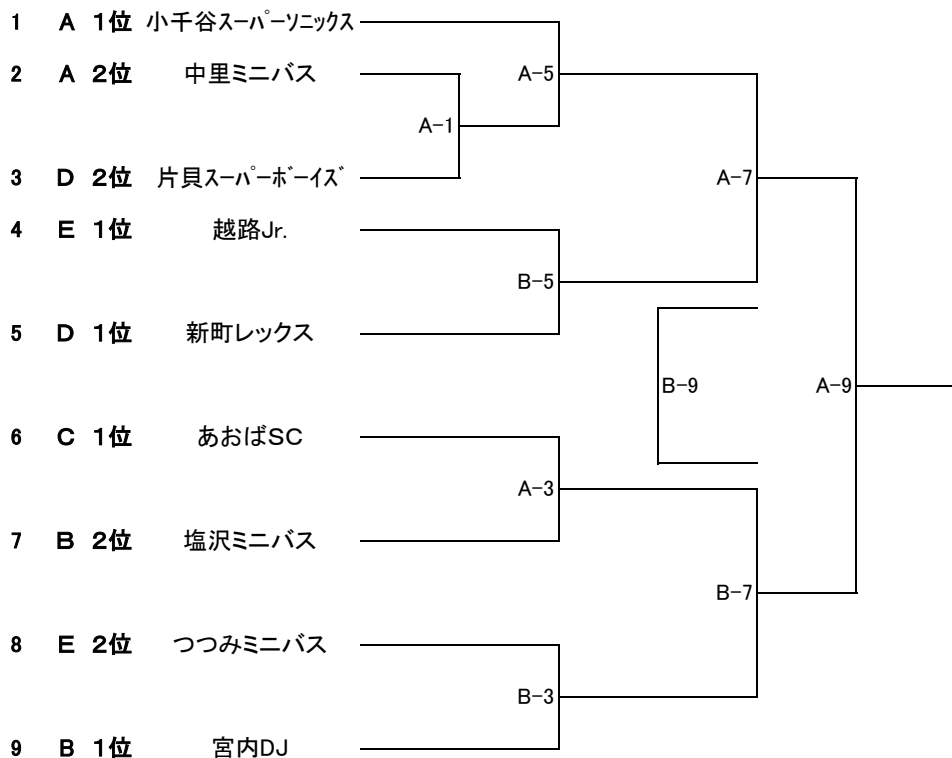 1 A 1位 小千谷スーパーソニックス
2 A 2位 中里ミニバス
A-5
A-1
3 D 2位 片貝スーパーボーイズ
A-7
4 E 1位 越路Jr.
B-5
5 D 1位 新町レックス
B-9
A-9
6 C 1位 あおばSC
A-3
7 B 2位 塩沢ミニバス
B-7
8 E 2位 つつみミニバス
B-3
9 B 1位 宮内DJ